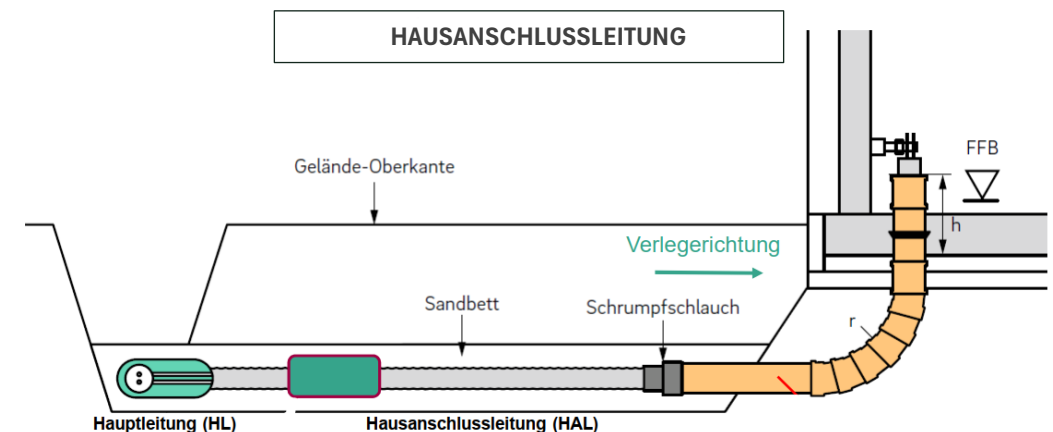 HAUSANSCHLUSSLEITUNG
Gelände-Oberkante
FFB
h
Verlegerichtung
Sandbett
Schrumpfschlauch
r
Hauptleitung (HL)
Hausanschlussleitung (HAL)